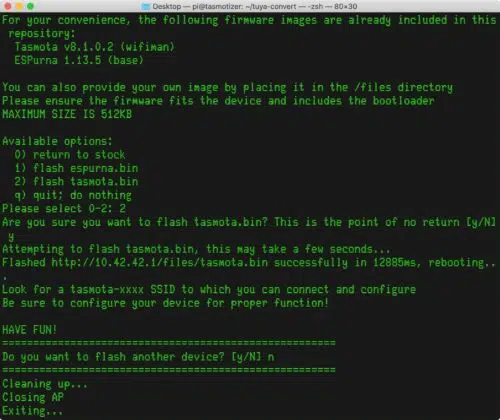 Desktop — pi@tasmotizer: ~/tuya-convert — -zsh — 80×30
For your convenience, the following firmware images are already included in this
 repository:
  Tasmota v8.1.0.2 (wifiman)
  ESPurna 1.13.5 (base)

You can also provide your own image by placing it in the /files directory
Please ensure the firmware fits the device and includes the bootloader
MAXIMUM SIZE IS 512KB

Available options:
  0) return to stock
  1) flash espurna.bin
  2) flash tasmota.bin
  q) quit; do nothing
Please select 0-2: 2
Are you sure you want to flash tasmota.bin? This is the point of no return [y/N]
 y
Attempting to flash tasmota.bin, this may take a few seconds...
Flashed http://10.42.42.1/files/tasmota.bin successfully in 12885ms, rebooting..
.
Look for a tasmota-xxxx SSID to which you can connect and configure
Be sure to configure your device for proper function!

HAVE FUN!
======================================================
Do you want to flash another device? [y/N] n
======================================================
Cleaning up...
Closing AP
Exiting...